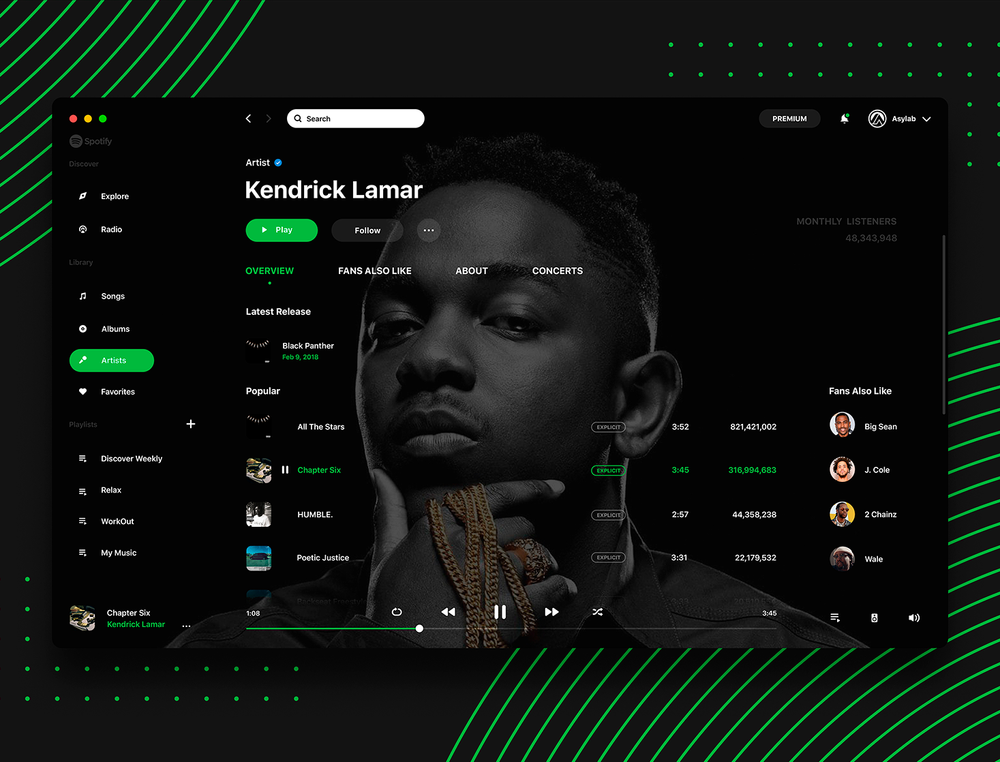 Search
PREMIUM
Asylab
Spotify
Discover
Explore
Radio
Library
Songs
Albums
Artists
Favorites
Playlists
Discover Weekly
Relax
WorkOut
My Music
Artist
Kendrick Lamar
Play
Follow
MONTHLY LISTENERS
48,343,948
OVERVIEW
FANS ALSO LIKE
ABOUT
CONCERTS
Latest Release
Black Panther
Feb 9, 2018
Popular
All The Stars EXPLICIT 3:52 821,421,002
Chapter Six EXPLICIT 3:45 316,994,683
HUMBLE. EXPLICIT 2:57 44,358,238
Poetic Justice EXPLICIT 3:31 22,179,532
Fans Also Like
Big Sean
J. Cole
2 Chainz
Wale
Chapter Six
Kendrick Lamar
1:08
3:45